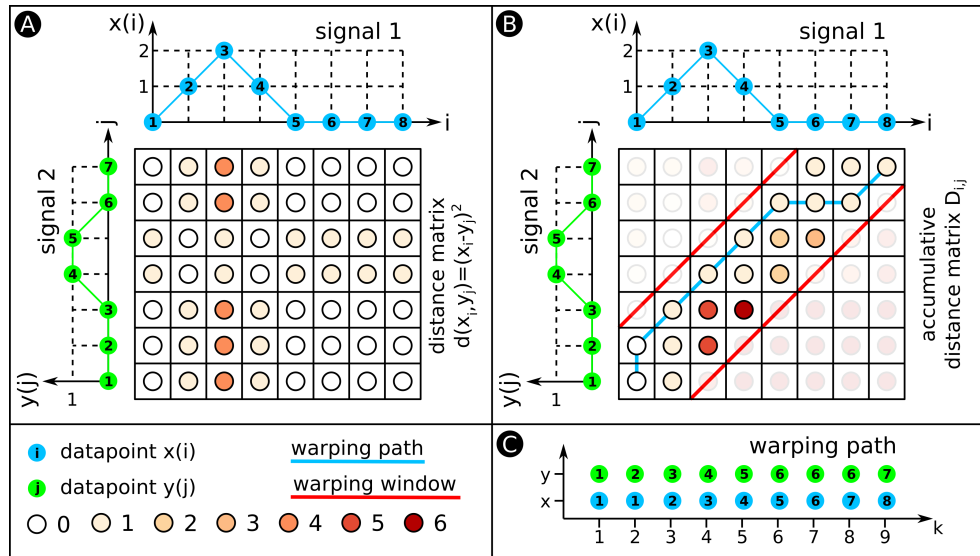 A
x(i)
signal 1
2
1
3
2
4
1
5
6
7
8
i
j
signal 2
7
6
5
4
3
2
1
y(j)
1
distance matrix
d(xi,yj)=(xi-yj)2
B
x(i)
signal 1
2
1
3
2
4
1
5
6
7
8
i
j
signal 2
7
6
5
4
3
2
1
y(j)
1
accumulative
distance matrix Di,j
i datapoint x(i)
j datapoint y(j)
warping path
warping window
0 1 2 3 4 5 6
C
warping path
y 1 2 3 4 5 6 6 6 7
x 1 1 2 3 4 5 6 7 8
1 2 3 4 5 6 7 8 9
k